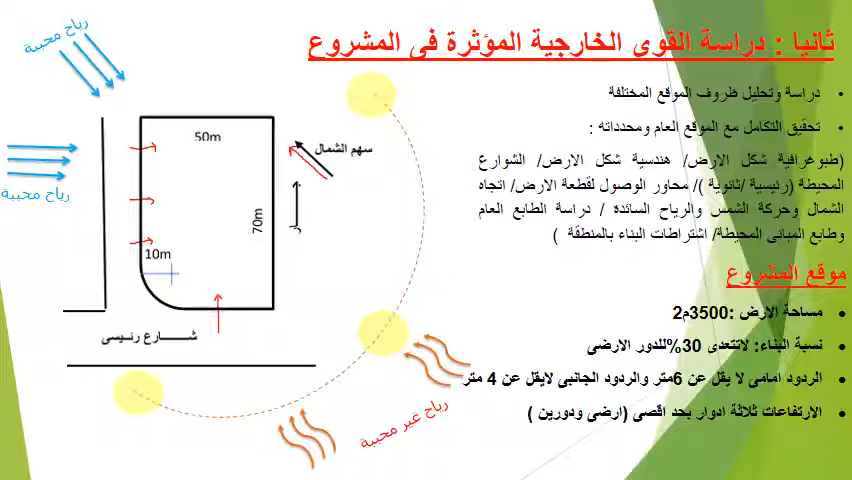 ثانيا : دراسة القوى الخارجية المؤثرة فى المشروع
• دراسة وتحليل ظروف الموقع المختلفة
• تحقيق التكامل مع الموقع العام ومحدداته :
(طبوغرافية شكل الارض/ هندسية شكل الارض/ الشوارع
المحيطة (رئيسية /ثانوية )/ محاور الوصول لقطعة الارض/ اتجاه
الشمال وحركة الشمس والرياح السائدة / دراسة الطابع العام
وطابع المبانى المحيطة/ اشتراطات البناء بالمنطقة )
موقع المشروع
• مساحة الارض :3500م2
• نسبة البناء: لاتتعدى 30%للدور الارضى
• الردود امامى لا يقل عن 6متر والردود الجانبى لايقل عن 4 متر
• الارتفاعات ثلاثة ادوار بحد اقصى (ارضى ودورين )
رياح محببة
50m
سهم الشمال
رياح محببة
70m
جار
10m
شارع رئيسى
رياح غير محببة